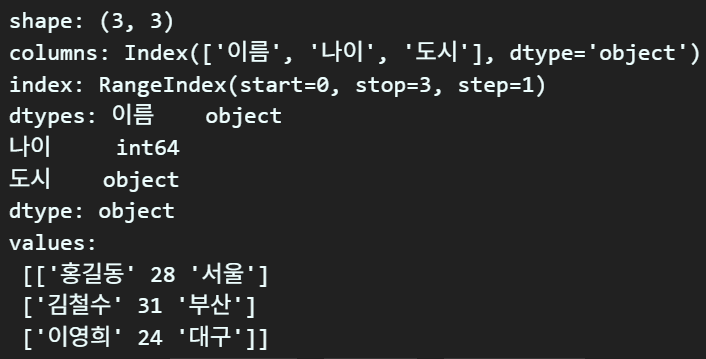 shape: (3, 3)
columns: Index(['이름', '나이', '도시'], dtype='object')
index: RangeIndex(start=0, stop=3, step=1)
dtypes: 이름    object
나이     int64
도시    object
dtype: object
values:
 [['홍길동' 28 '서울']
 ['김철수' 31 '부산']
 ['이영희' 24 '대구']]